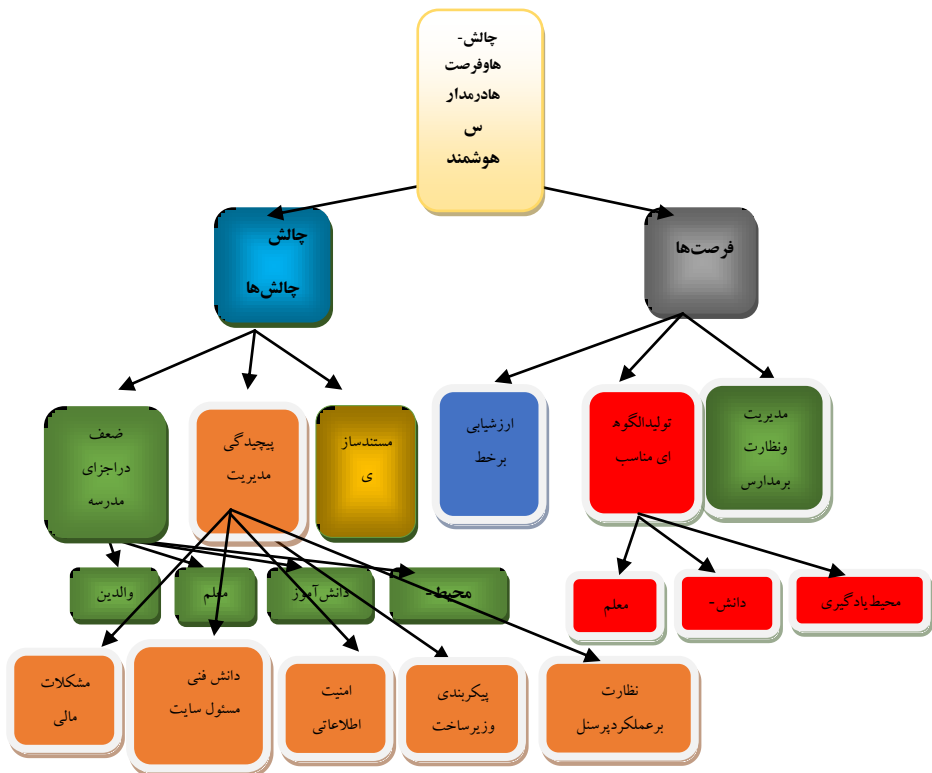 چالش-
هاوفرصت
هادرمدار
س
هوشمند
چالش
چالش‌ها
فرصت‌ها
ضعف
دراجزای
مدرسه
پیچیدگی
مدیریت
مستندساز
ی
ارزشیابی
برخط
تولیدالگوه
ای مناسب
مدیریت
ونظارت
برمدارس
والدین
معلم
دانش‌آموز
محیط-
معلم
دانش-
محیط‌یادگیری
مشکلات
مالی
دانش فنی
مسئول سایت
امنیت
اطلاعاتی
پیکربندی
وزیرساخت
نظارت
برعملکردپرسنل